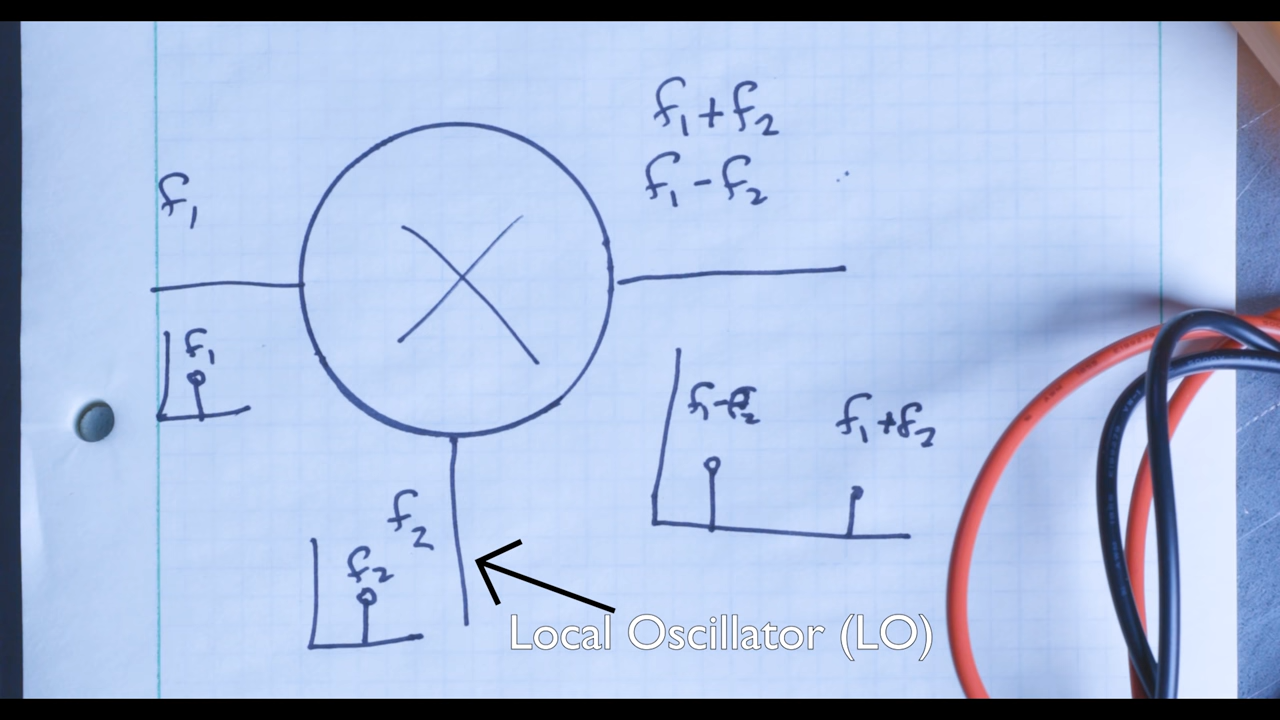 f₁+f₂
f₁-f₂
f₁
f₁
f₁-f₂
f₁+f₂
f₂
f₂
Local Oscillator (LO)